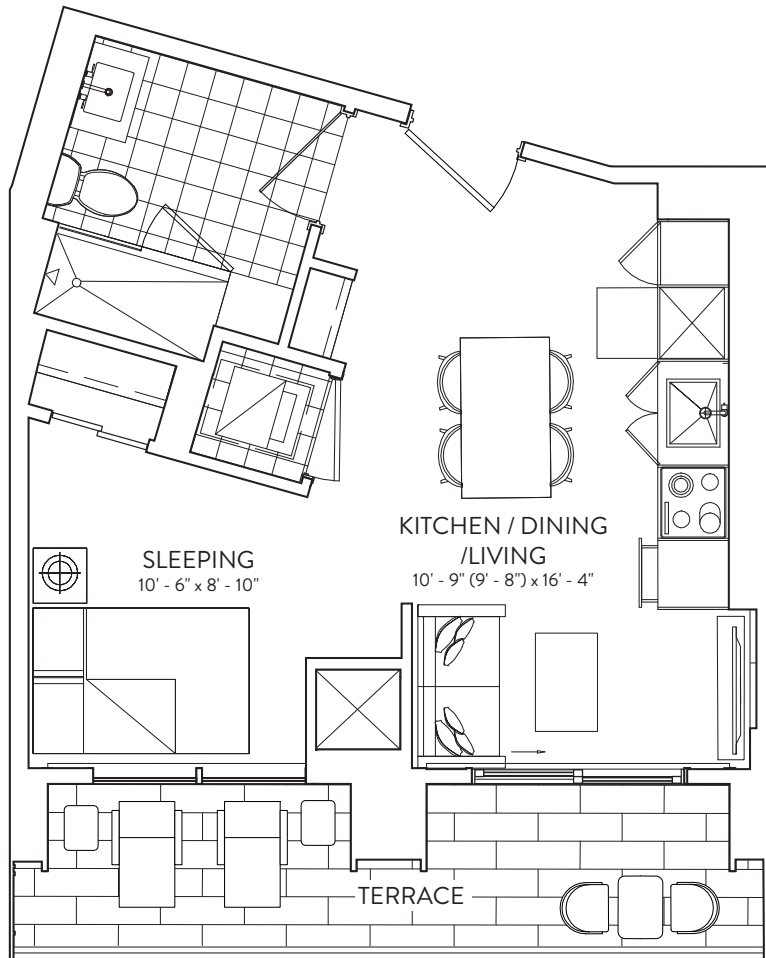 SLEEPING
10' - 6" x 8' - 10"
KITCHEN / DINING
/LIVING
10' - 9" (9' - 8") x 16' - 4"
TERRACE